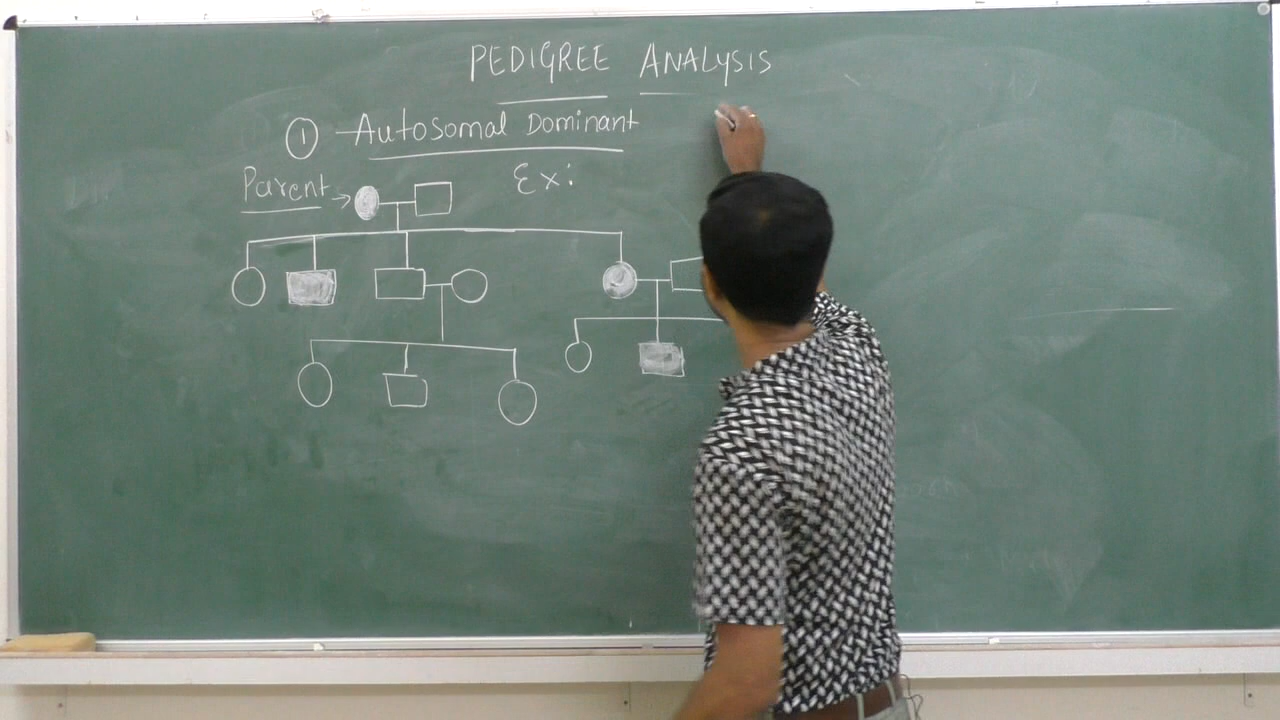 PEDIGREE ANALYSIS
① Autosomal Dominant
Parent →
Ex: